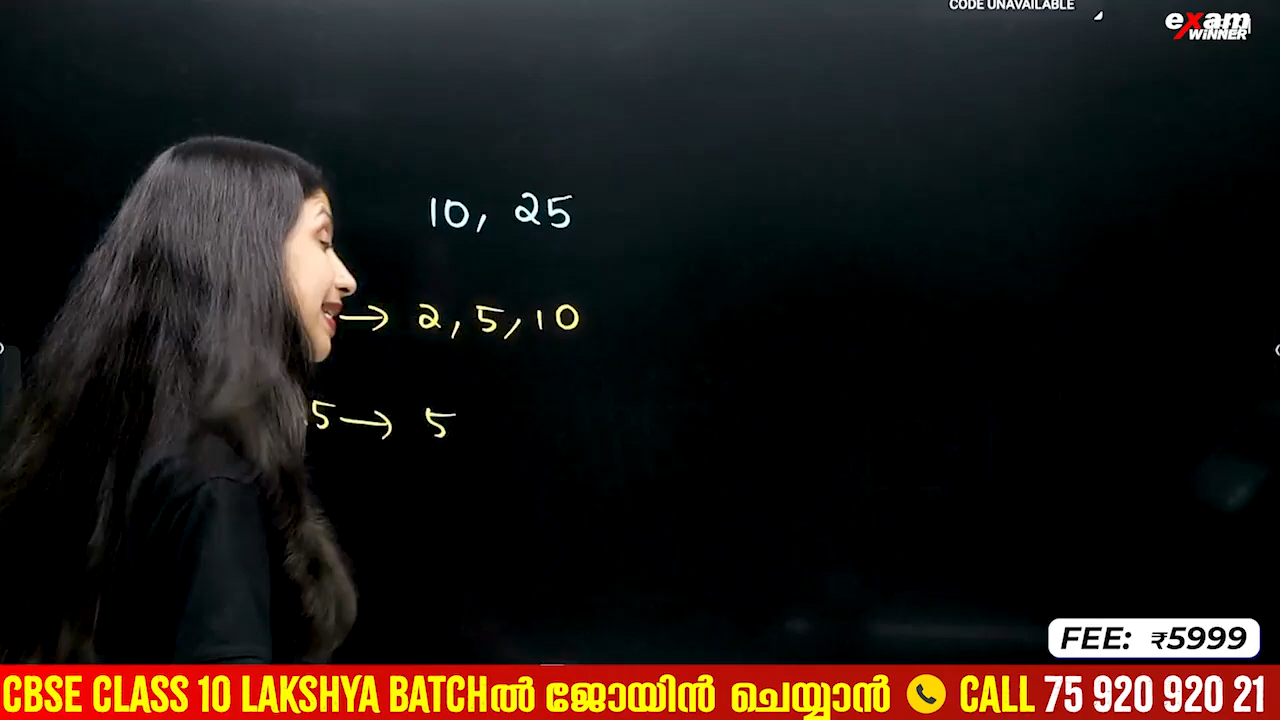 CODE UNAVAILABLE
exam
WINNER
10, 25
→ 2, 5, 10
5 → 5
FEE: ₹5999
CBSE CLASS 10 LAKSHYA BATCHൽ ജോയിൻ ചെയ്യാൻ CALL 75 920 920 21